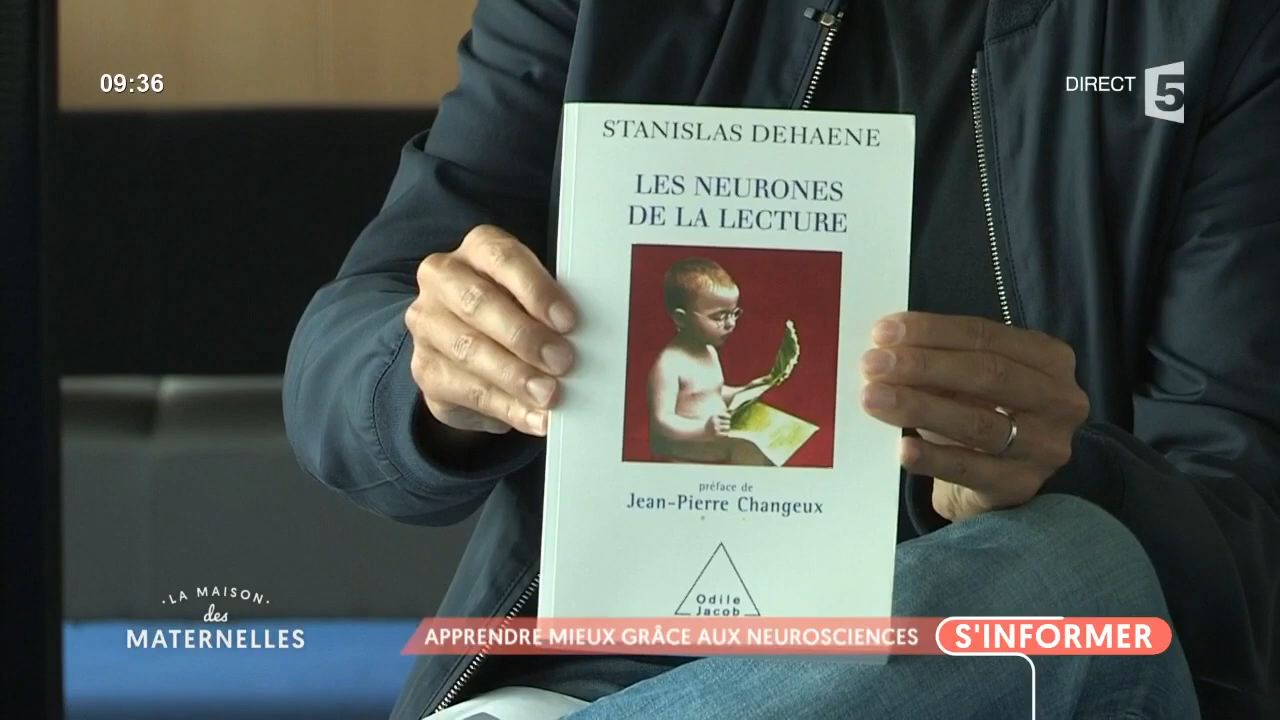 09:36
DIRECT 5
STANISLAS DEHAENE
LES NEURONES
DE LA LECTURE
préface de
Jean-Pierre Changeux
Odile
Jacob
LA MAISON
des
MATERNELLES
APPRENDRE MIEUX GRÂCE AUX NEUROSCIENCES
S'INFORMER